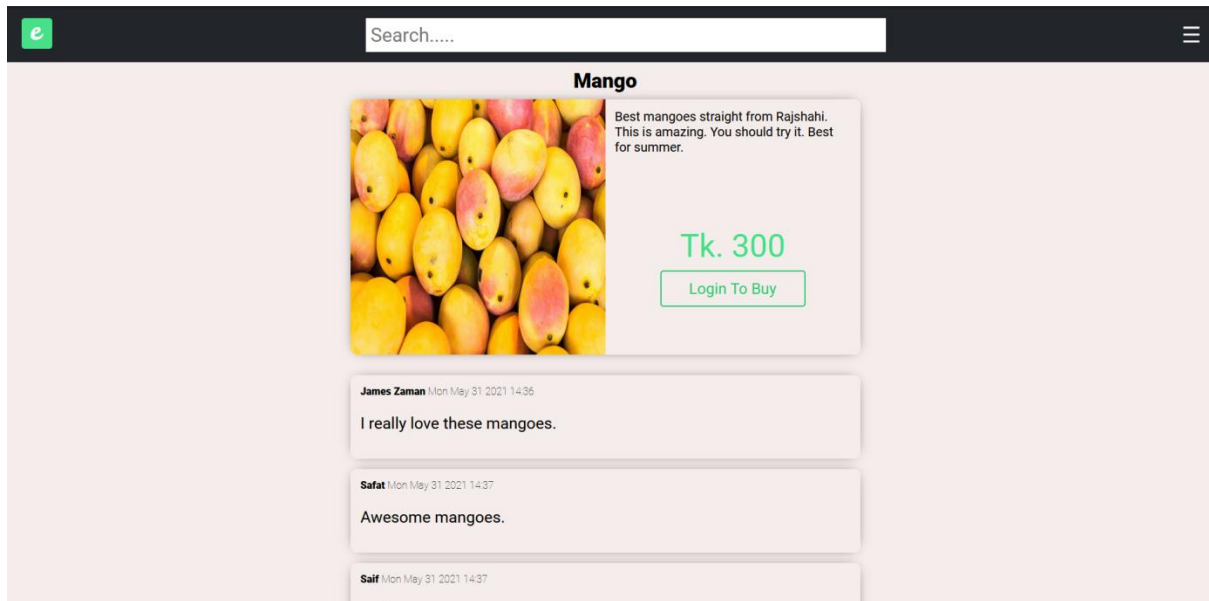 e
Search.....
Mango
Best mangoes straight from Rajshahi.
This is amazing. You should try it. Best
for summer.
Tk. 300
Login To Buy
James Zaman Mon May 31 2021 14:36
I really love these mangoes.
Safat Mon May 31 2021 14:37
Awesome mangoes.
Saif Mon May 31 2021 14:37